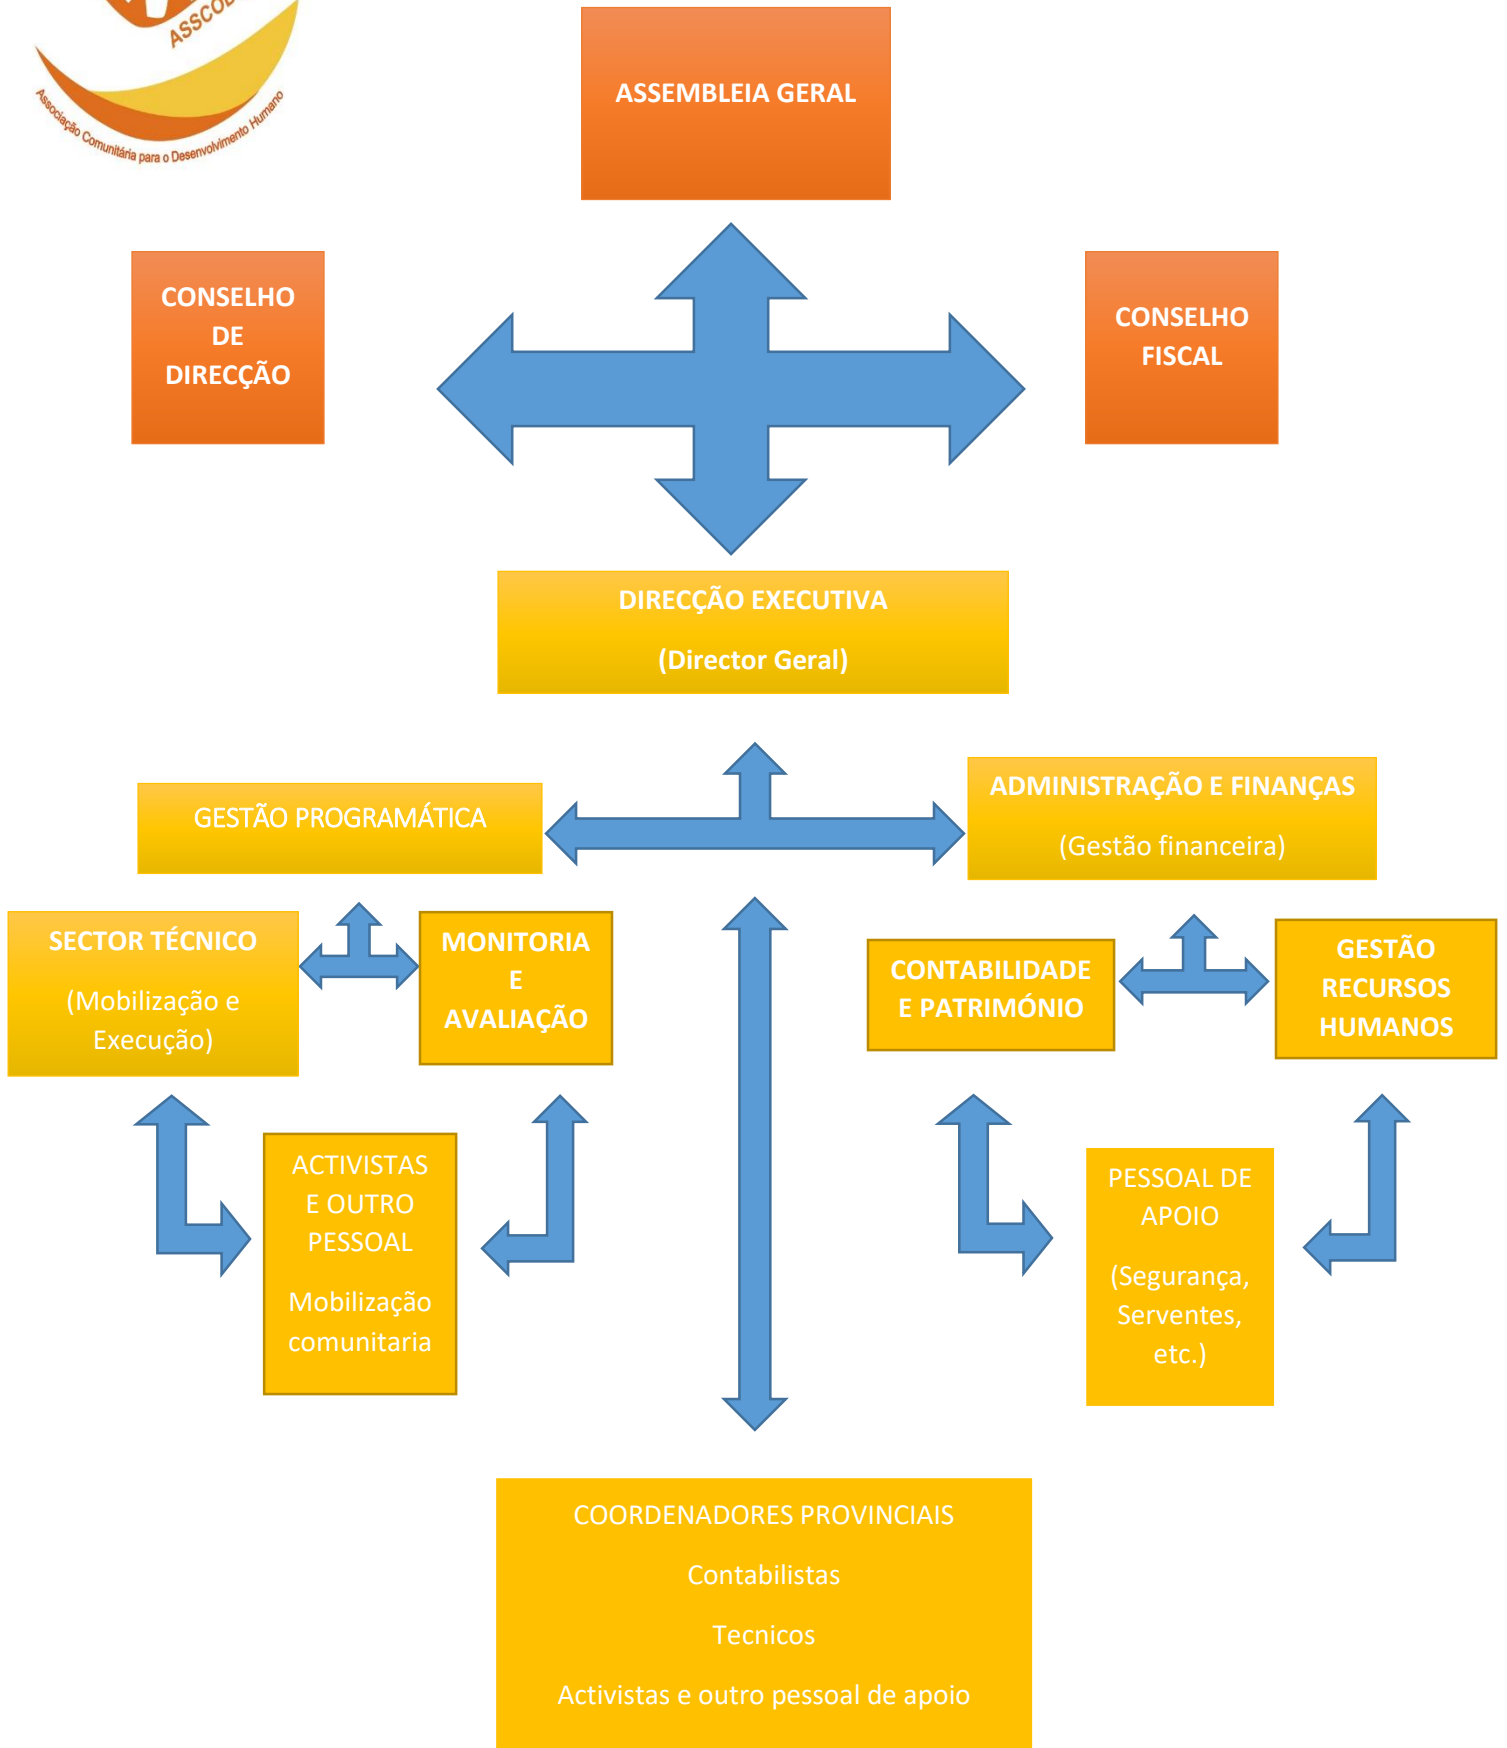 Associação Comunitária para o Desenvolvimento Humano
ASSEMBLEIA GERAL
CONSELHO
DE
DIRECÇÃO
CONSELHO
FISCAL
DIRECÇÃO EXECUTIVA
(Director Geral)
GESTÃO PROGRAMÁTICA
ADMINISTRAÇÃO E FINANÇAS
(Gestão financeira)
SECTOR TÉCNICO
(Mobilização e
Execução)
MONITORIA
E
AVALIAÇÃO
CONTABILIDADE
E PATRIMÓNIO
GESTÃO
RECURSOS
HUMANOS
ACTIVISTAS
E OUTRO
PESSOAL
Mobilização
comunitaria
PESSOAL DE
APOIO
(Segurança,
Serventes,
etc.)
COORDENADORES PROVINCIAIS
Contabilistas
Tecnicos
Activistas e outro pessoal de apoio